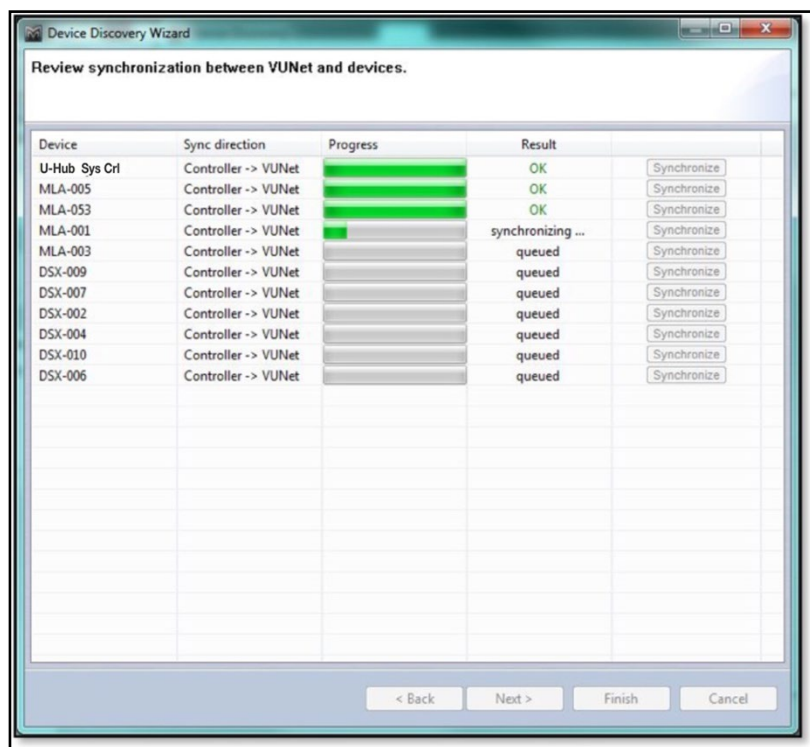 Device Discovery Wizard
Review synchronization between VUNet and devices.
Device Sync direction Progress Result
U-Hub Sys Crl Controller -> VUNet OK Synchronize
MLA-005 Controller -> VUNet OK Synchronize
MLA-053 Controller -> VUNet OK Synchronize
MLA-001 Controller -> VUNet synchronizing ... Synchronize
MLA-003 Controller -> VUNet queued Synchronize
DSX-009 Controller -> VUNet queued Synchronize
DSX-007 Controller -> VUNet queued Synchronize
DSX-002 Controller -> VUNet queued Synchronize
DSX-004 Controller -> VUNet queued Synchronize
DSX-010 Controller -> VUNet queued Synchronize
DSX-006 Controller -> VUNet queued Synchronize
< Back Next > Finish Cancel